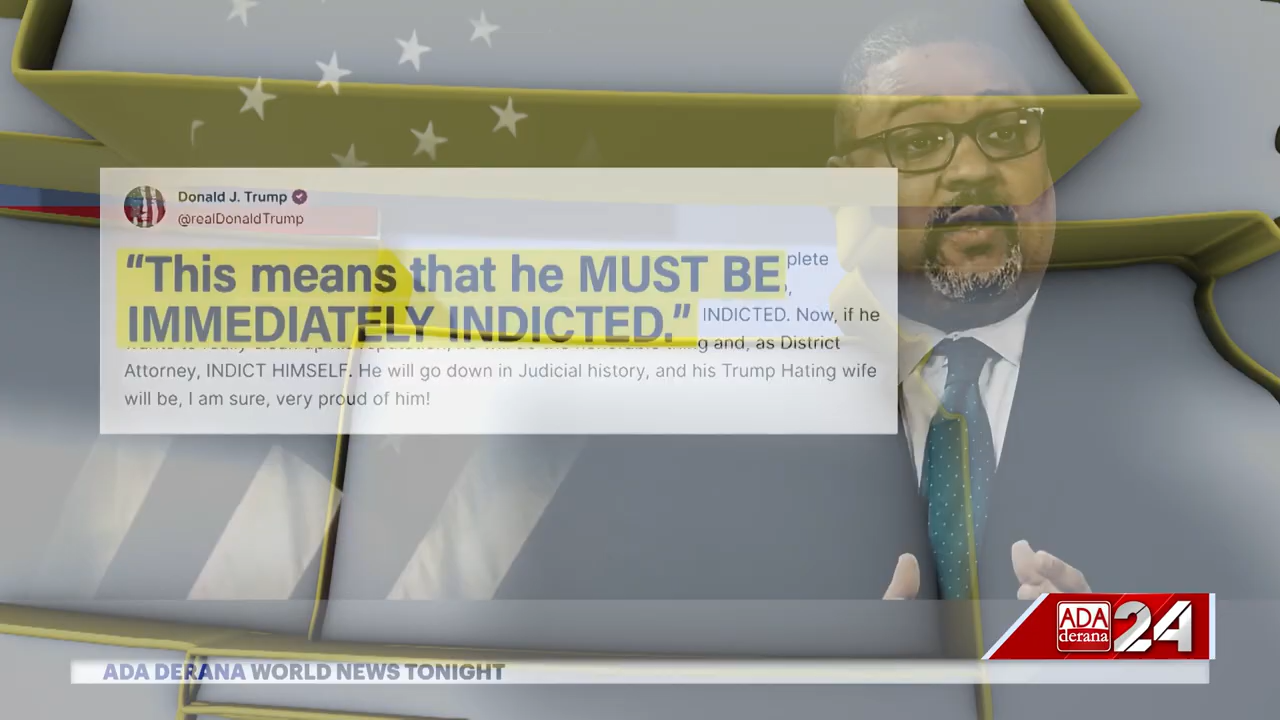 Donald J. Trump
@realDonaldTrump
plete
“This means that he MUST BE
IMMEDIATELY INDICTED.”
INDICTED. Now, if he
g and, as District
Attorney, INDICT HIMSELF. He will go down in Judicial history, and his Trump Hating wife
will be, I am sure, very proud of him!
ADA
derana
24
ADA DERANA WORLD NEWS TONIGHT